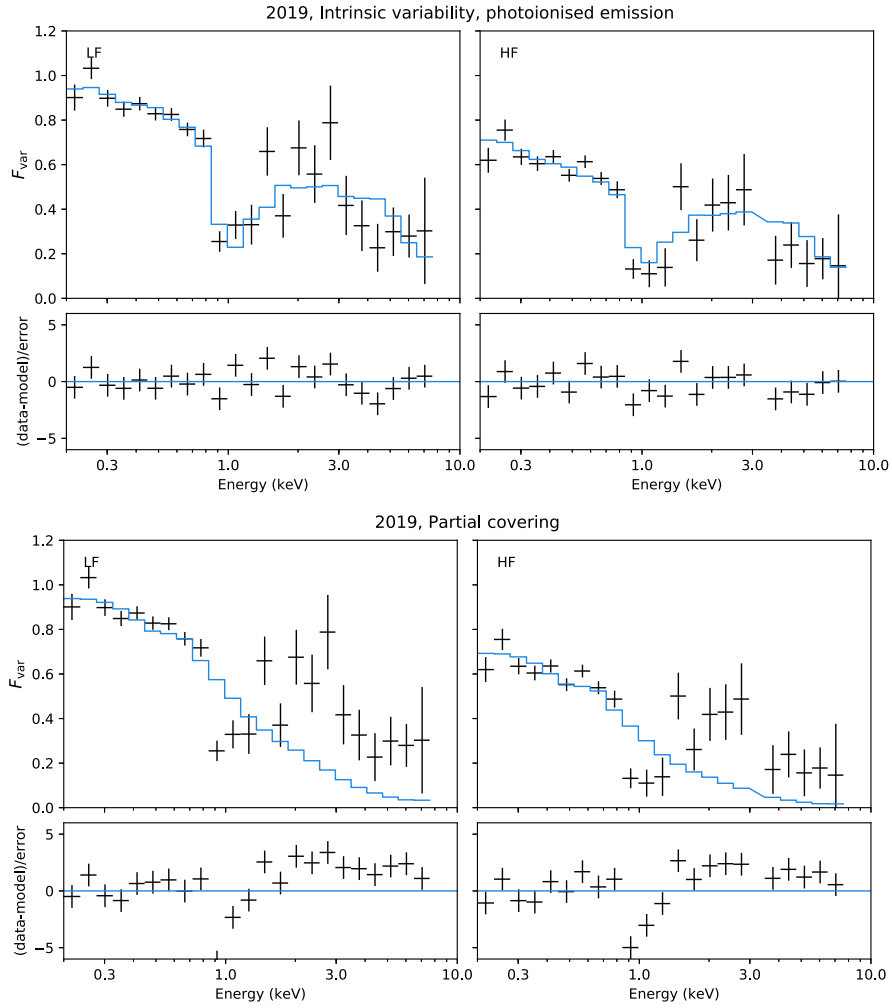 2019, Intrinsic variability, photoionised emission
1.2
LF
HF
1.0
0.8
F_var
0.6
0.4
0.2
0.0
(data-model)/error
5
0
−5
0.3 1.0 3.0 10.0
0.3 1.0 3.0 10.0
Energy (keV)
Energy (keV)
2019, Partial covering
1.2
LF
HF
1.0
0.8
F_var
0.6
0.4
0.2
0.0
(data-model)/error
5
0
−5
0.3 1.0 3.0 10.0
0.3 1.0 3.0 10.0
Energy (keV)
Energy (keV)